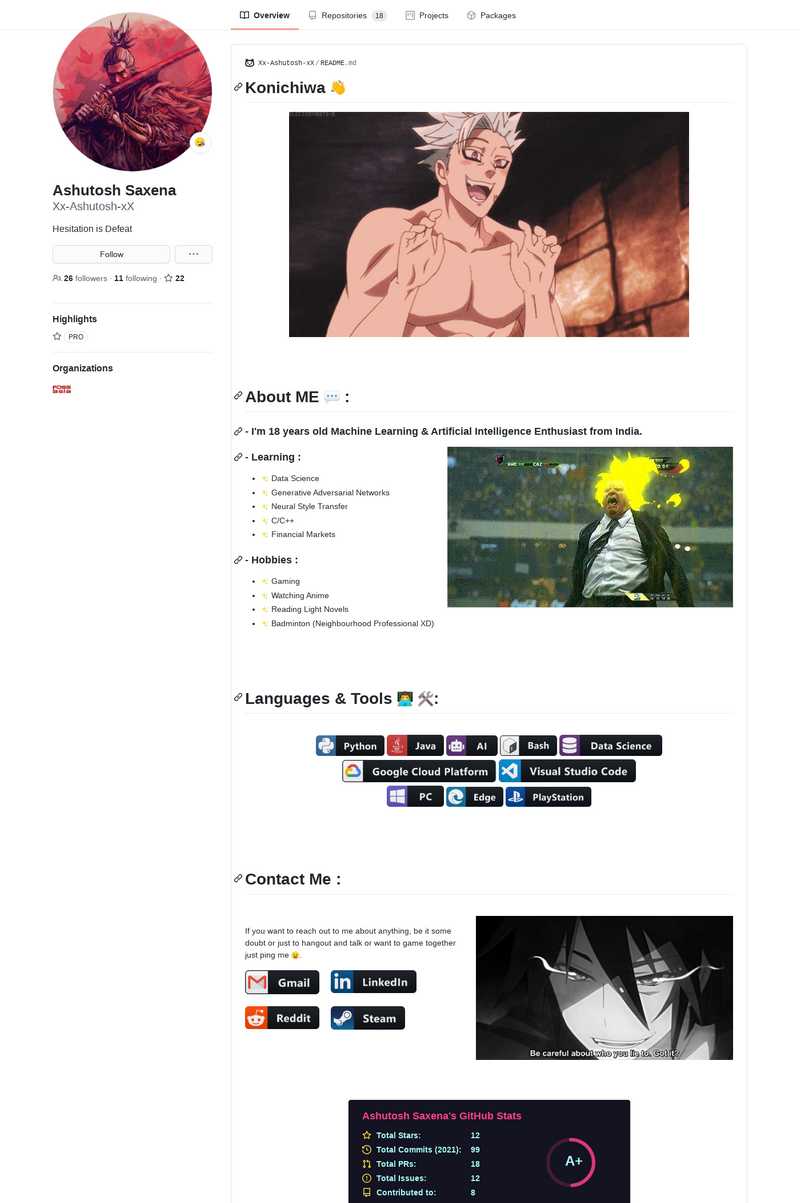 Overview
Repositories 18
Projects
Packages
Ashutosh Saxena
Xx-Ashutosh-xX
Hesitation is Defeat
Follow
...
26 followers · 11 following · 22
Highlights
PRO
Organizations
Xx-Ashutosh-xX / README.md
Konichiwa 👋
About ME 💬 :
- I'm 18 years old Machine Learning & Artificial Intelligence Enthusiast from India.
- Learning :
Data Science
Generative Adversarial Networks
Neural Style Transfer
C/C++
Financial Markets
- Hobbies :
Gaming
Watching Anime
Reading Light Novels
Badminton (Neighbourhood Professional XD)
Languages & Tools 👨‍💻 🛠️:
Python
Java
AI
Bash
Data Science
Google Cloud Platform
Visual Studio Code
PC
Edge
PlayStation
Contact Me :
If you want to reach out to me about anything, be it some
doubt or just to hangout and talk or want to game together
just ping me 😉.
Gmail
LinkedIn
Reddit
Steam
Be careful about who you lie to. Got it?
Ashutosh Saxena's GitHub Stats
Total Stars: 12
Total Commits (2021): 99
Total PRs: 18
Total Issues: 12
Contributed to: 8
A+